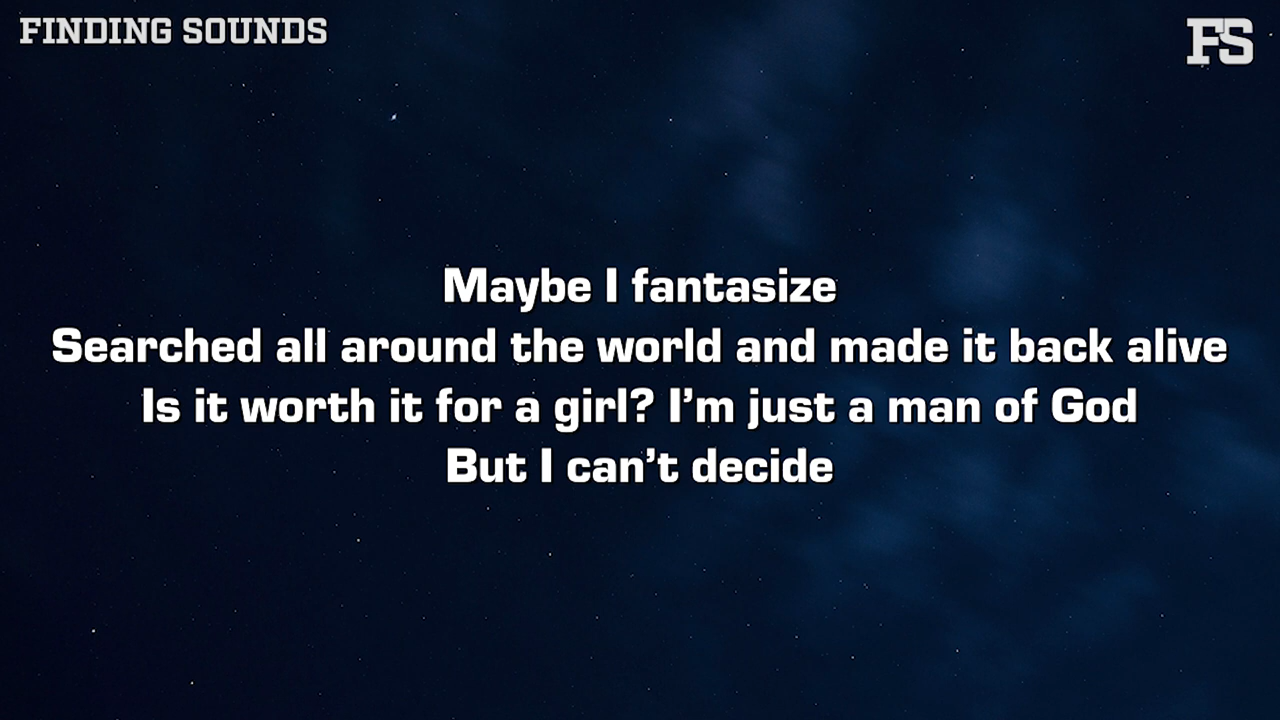 FINDING SOUNDS
FS
Maybe I fantasize
Searched all around the world and made it back alive
Is it worth it for a girl? I’m just a man of God
But I can’t decide